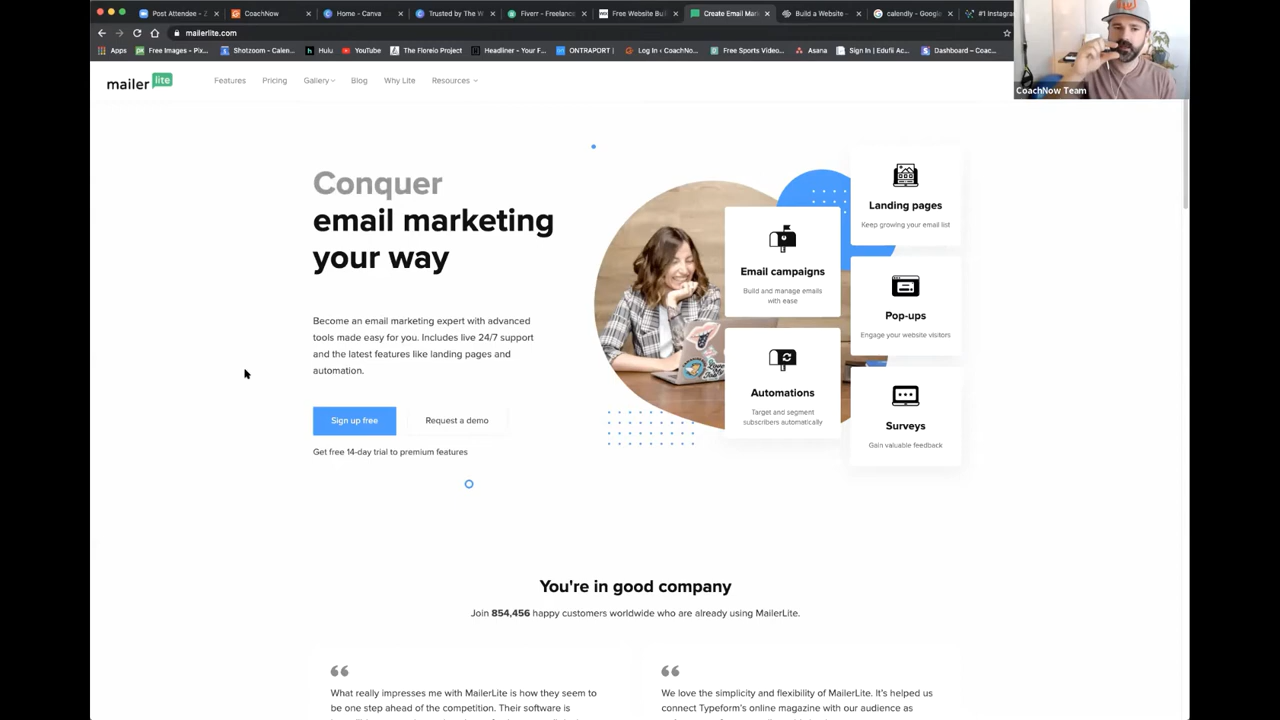 Post Attendee - Z
CoachNow
Home - Canva
Trusted by The W
Fiverr - Freelance
Free Website Bui
Create Email Mar
Build a Website -
calendly - Google
#1 Instagram
mailerlite.com
Apps
Free Images - Pix...
Shotzoom - Calen...
Hulu
YouTube
The Floreio Project
Headliner - Your F...
ONTRAPORT
Log In ‹ CoachNo...
Free Sports Video...
Asana
Sign In | Edufii Ac...
Dashboard – Coac...
CoachNow Team
mailer lite
Features
Pricing
Gallery
Blog
Why Lite
Resources
Conquer
email marketing
your way
Become an email marketing expert with advanced
tools made easy for you. Includes live 24/7 support
and the latest features like landing pages and
automation.
Sign up free
Request a demo
Get free 14-day trial to premium features
Email campaigns
Build and manage emails
with ease
Automations
Target and segment
subscribers automatically
Landing pages
Keep growing your email list
Pop-ups
Engage your website visitors
Surveys
Gain valuable feedback
You're in good company
Join 854,456 happy customers worldwide who are already using MailerLite.
What really impresses me with MailerLite is how they seem to
be one step ahead of the competition. Their software is
We love the simplicity and flexibility of MailerLite. It's helped us
connect Typeform's online magazine with our audience as